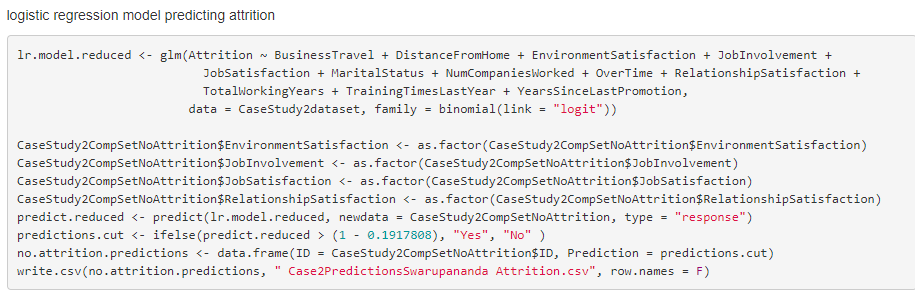 logistic regression model predicting attrition
lr.model.reduced <- glm(Attrition ~ BusinessTravel + DistanceFromHome + EnvironmentSatisfaction + JobInvolvement +
JobSatisfaction + MaritalStatus + NumCompaniesWorked + OverTime + RelationshipSatisfaction +
TotalWorkingYears + TrainingTimesLastYear + YearsSinceLastPromotion,
data = CaseStudy2dataset, family = binomial(link = "logit"))
CaseStudy2CompSetNoAttrition$EnvironmentSatisfaction <- as.factor(CaseStudy2CompSetNoAttrition$EnvironmentSatisfaction)
CaseStudy2CompSetNoAttrition$JobInvolvement <- as.factor(CaseStudy2CompSetNoAttrition$JobInvolvement)
CaseStudy2CompSetNoAttrition$JobSatisfaction <- as.factor(CaseStudy2CompSetNoAttrition$JobSatisfaction)
CaseStudy2CompSetNoAttrition$RelationshipSatisfaction <- as.factor(CaseStudy2CompSetNoAttrition$RelationshipSatisfaction)
predict.reduced <- predict(lr.model.reduced, newdata = CaseStudy2CompSetNoAttrition, type = "response")
predictions.cut <- ifelse(predict.reduced > (1 - 0.1917808), "Yes", "No" )
no.attrition.predictions <- data.frame(ID = CaseStudy2CompSetNoAttrition$ID, Prediction = predictions.cut)
write.csv(no.attrition.predictions, " Case2PredictionsSwarupananda Attrition.csv", row.names = F)